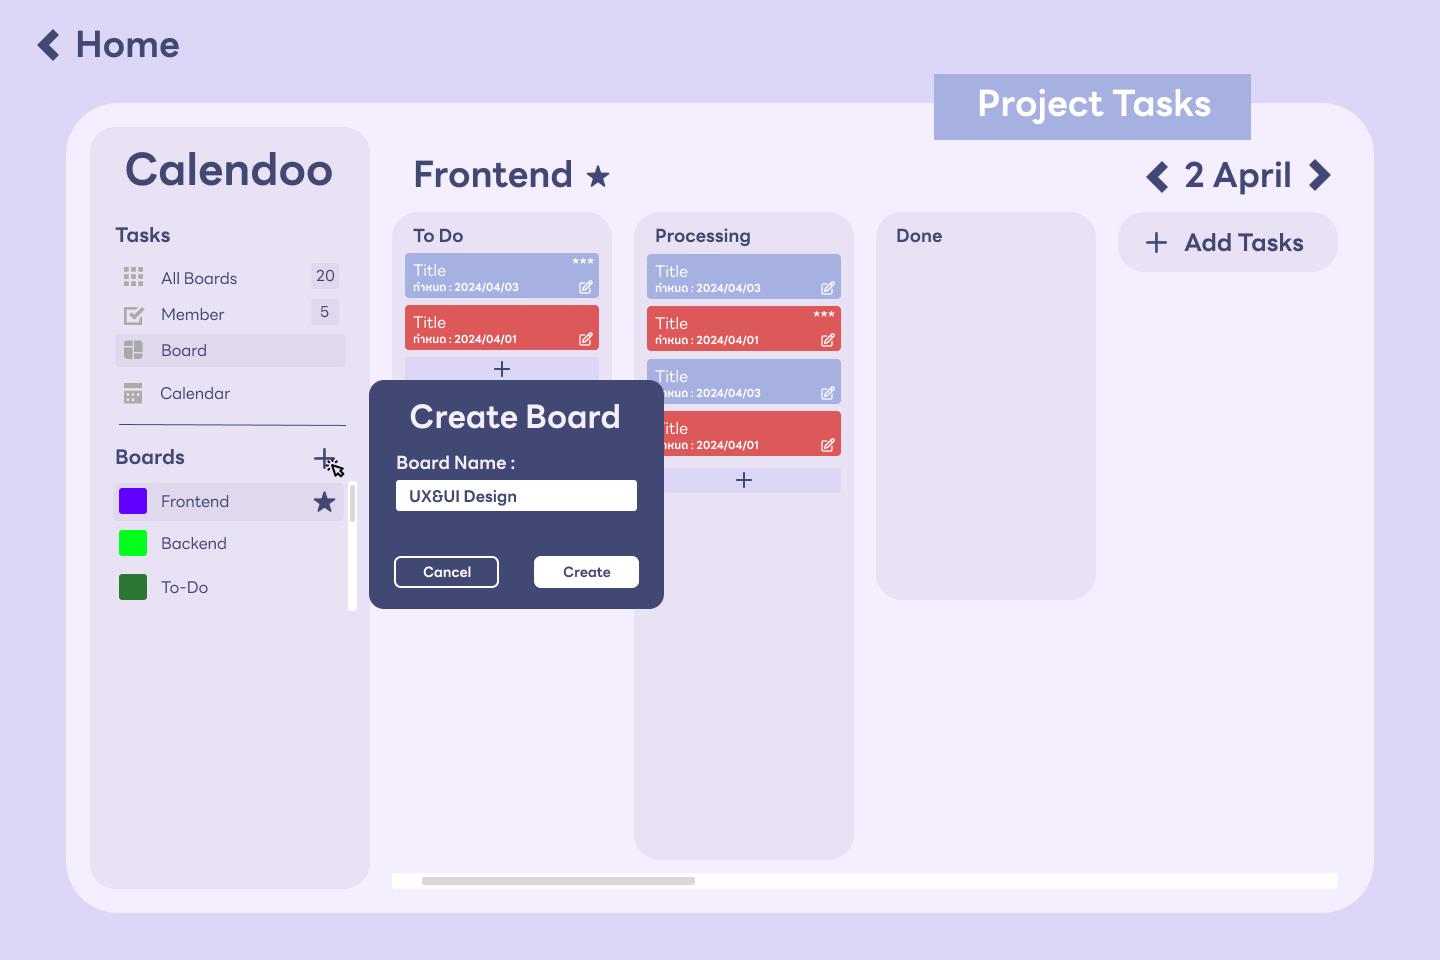 Home
Project Tasks
Calendoo
Tasks
All Boards 20
Member 5
Board
Calendar
Boards
Frontend
Backend
To-Do
Frontend
2 April
To Do
***
Title
กำหนด : 2024/04/03
Title
กำหนด : 2024/04/01
Processing
Title
กำหนด : 2024/04/03
***
Title
กำหนด : 2024/04/01
Title
2024/04/03
2024/04/01
Done
Add Tasks
Create Board
Board Name :
UX&UI Design
Cancel Create